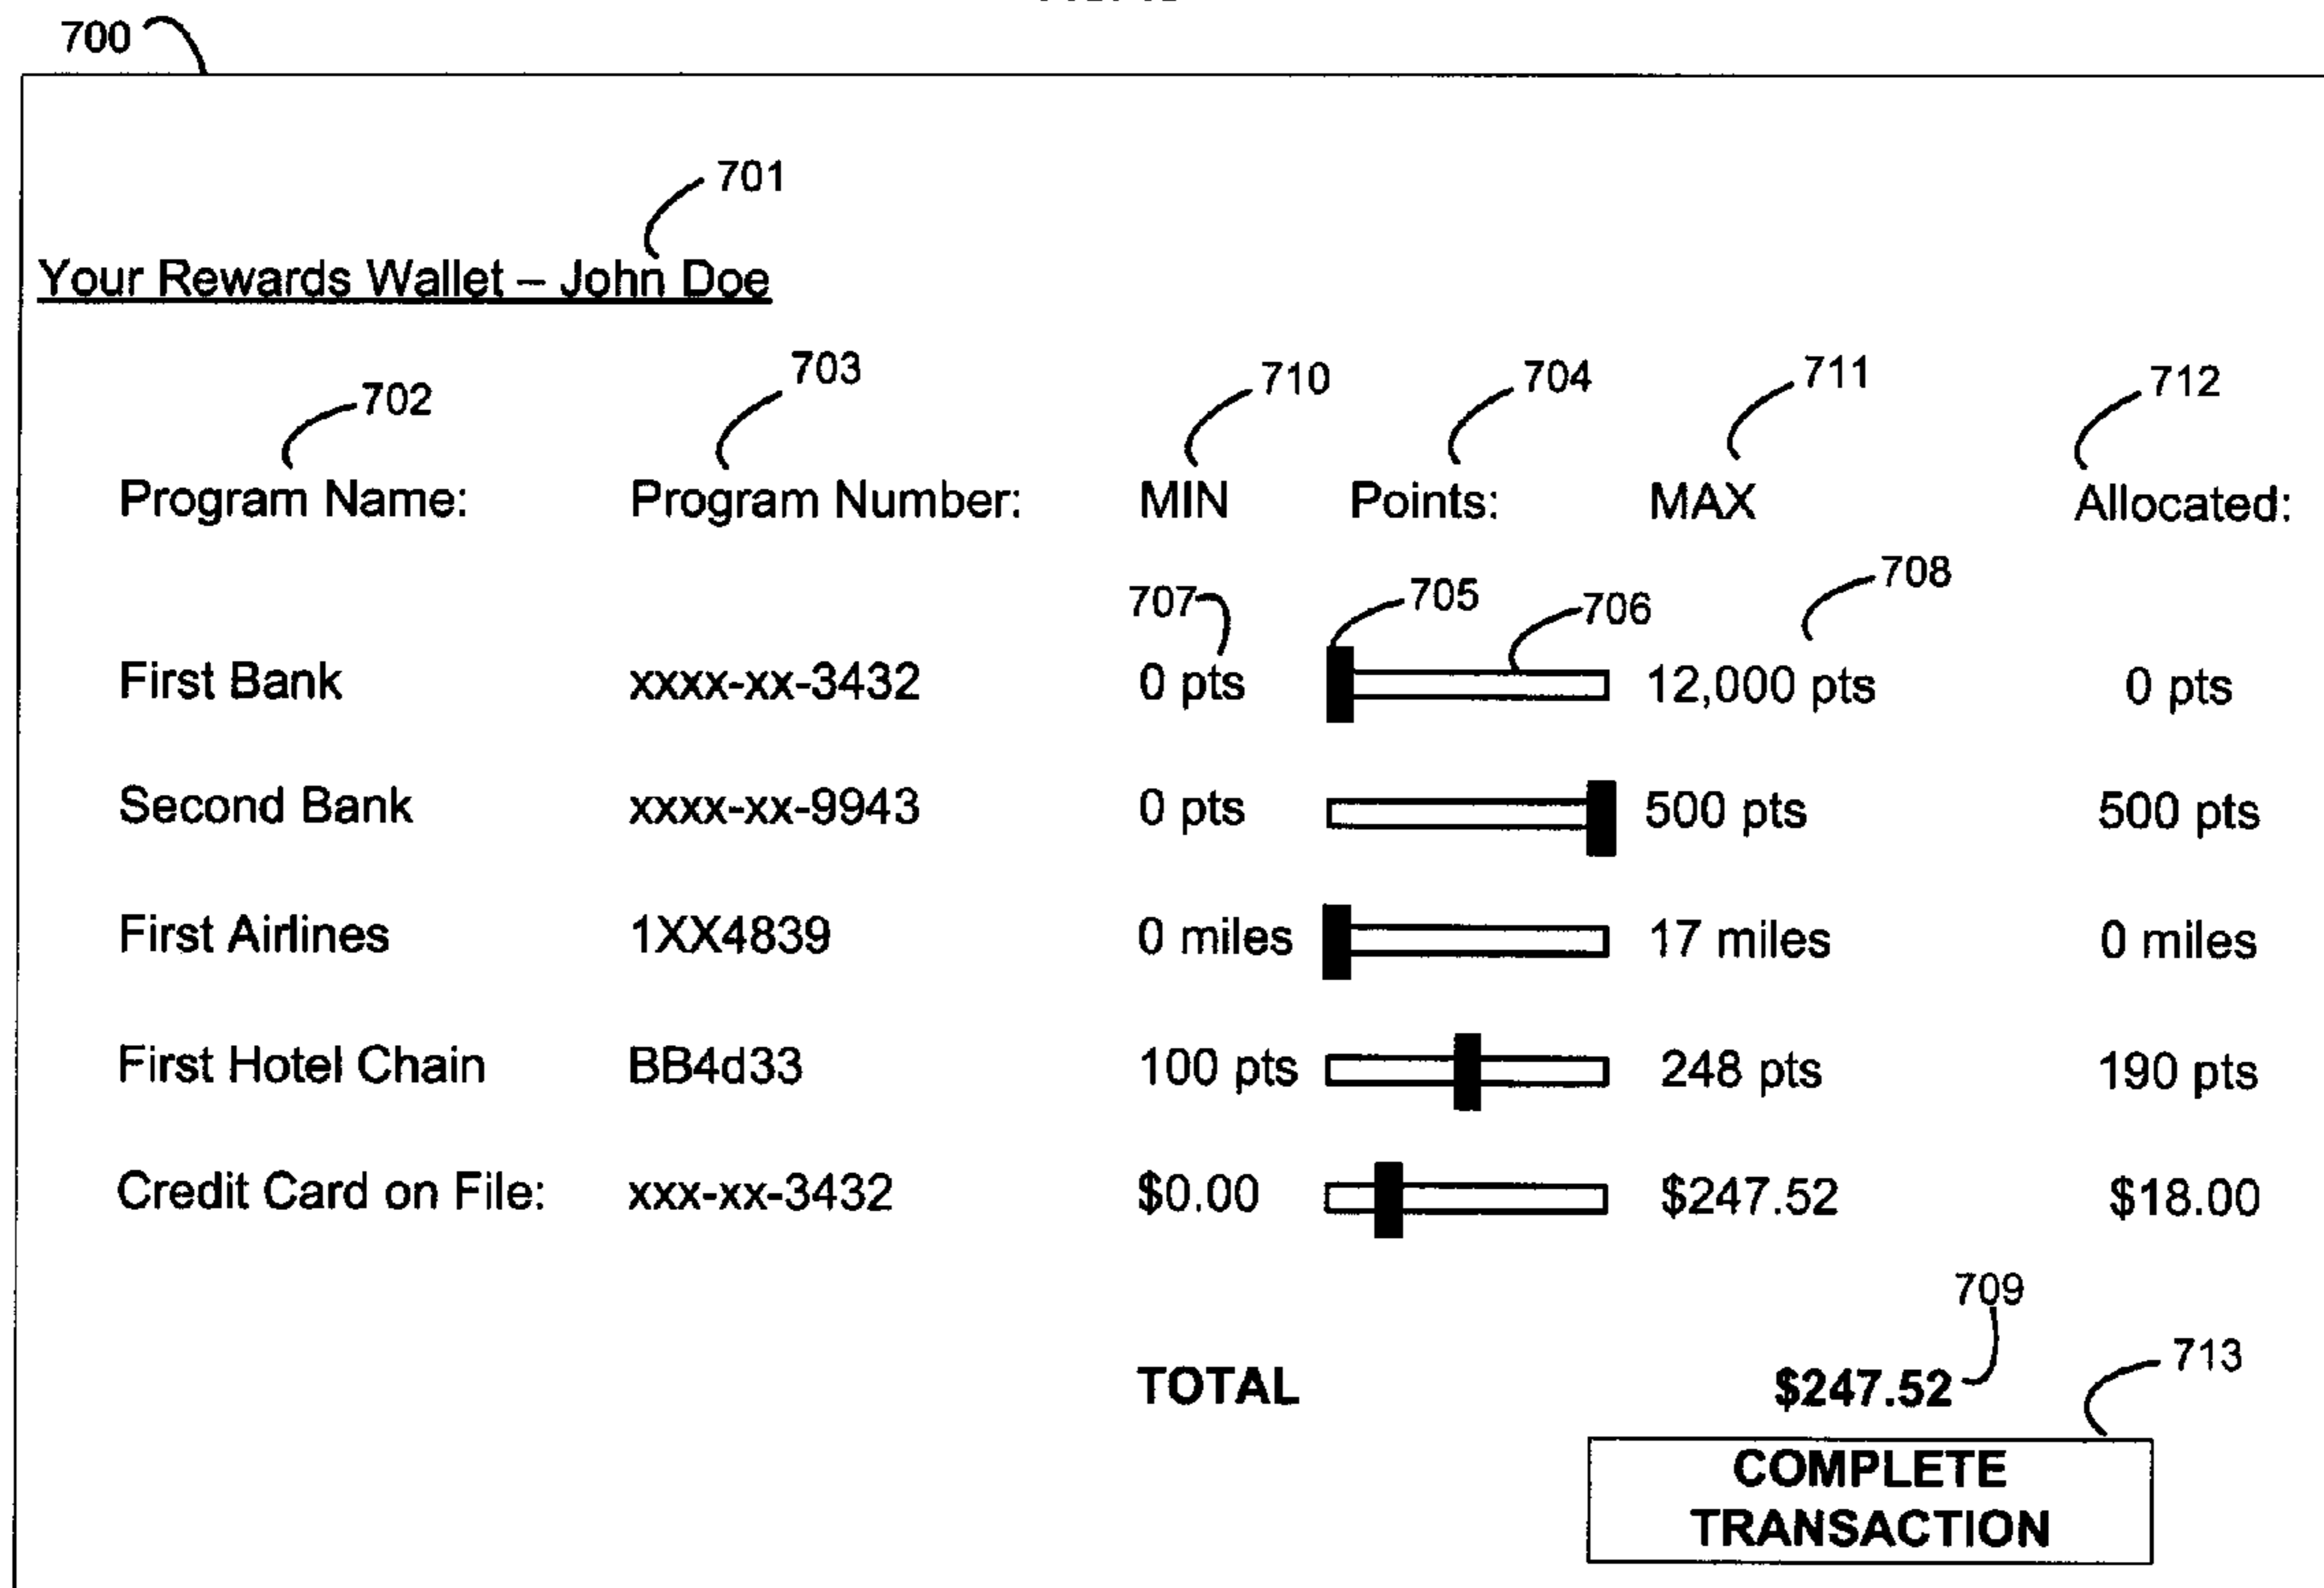 700
701
Your Rewards Wallet – John Doe
702 703 710 704 711 712
Program Name: Program Number: MIN Points: MAX Allocated:
707 705 706 708
First Bank xxxx-xx-3432 0 pts 12,000 pts 0 pts
Second Bank xxxx-xx-9943 0 pts 500 pts 500 pts
First Airlines 1XX4839 0 miles 17 miles 0 miles
First Hotel Chain BB4d33 100 pts 248 pts 190 pts
Credit Card on File: xxx-xx-3432 $0.00 $247.52 $18.00
709
TOTAL $247.52 713
COMPLETE
TRANSACTION